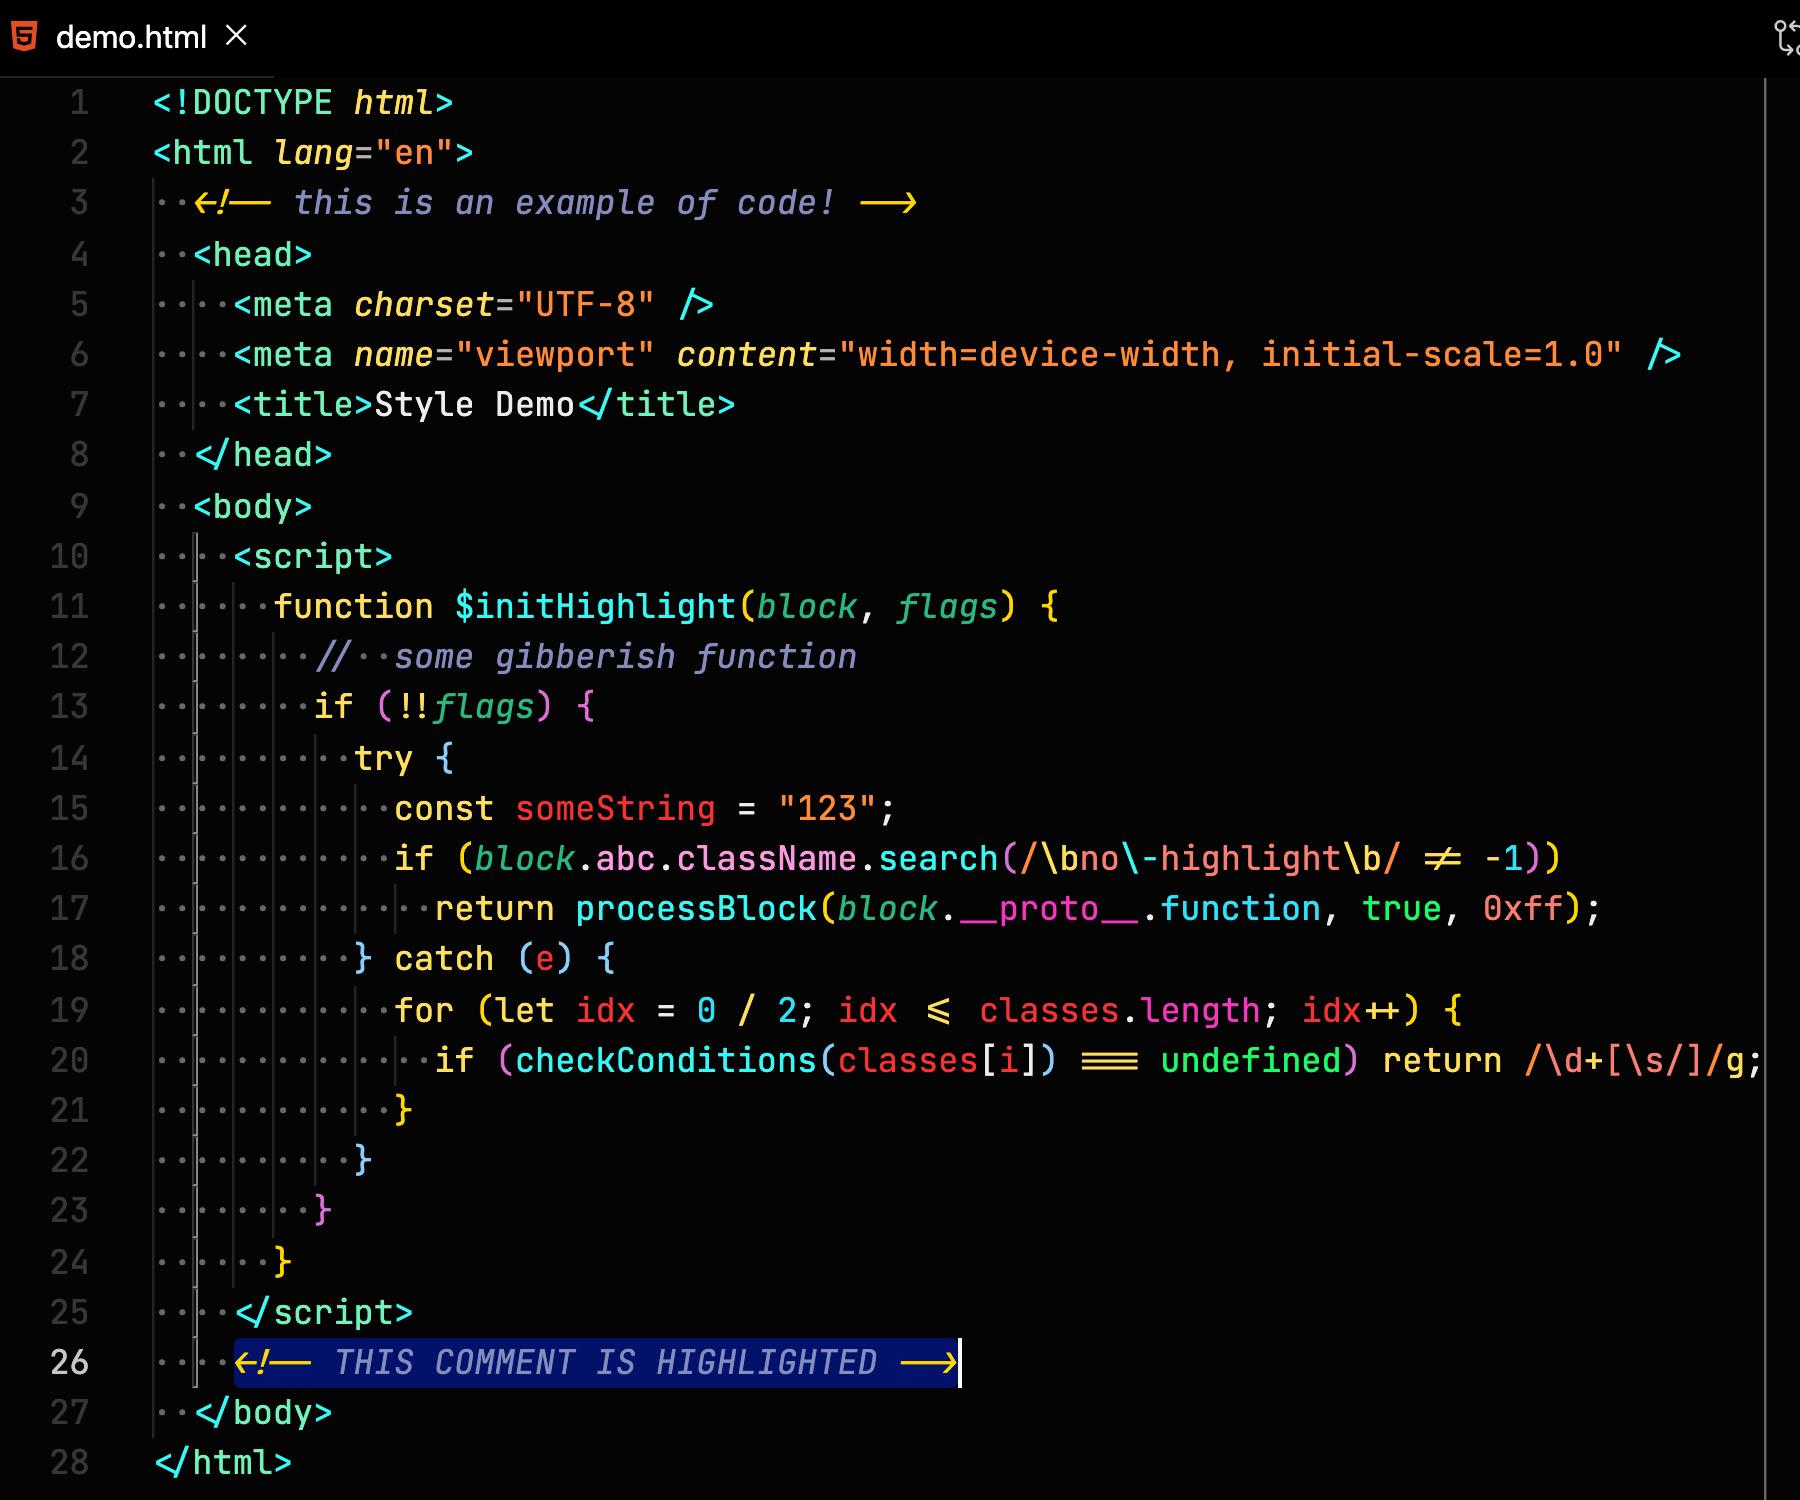 demo.html
1 <!DOCTYPE html>
2 <html lang="en">
3   <!-- this is an example of code! -->
4   <head>
5     <meta charset="UTF-8" />
6     <meta name="viewport" content="width=device-width, initial-scale=1.0" />
7     <title>Style Demo</title>
8   </head>
9   <body>
10     <script>
11       function $initHighlight(block, flags) {
12         //  some gibberish function
13         if (!!flags) {
14           try {
15             const someString = "123";
16             if (block.abc.className.search(/\bno\-highlight\b/ != -1))
17               return processBlock(block.__proto__.function, true, 0xff);
18           } catch (e) {
19             for (let idx = 0 / 2; idx <= classes.length; idx++) {
20               if (checkConditions(classes[i]) === undefined) return /\d+[\s/]/g;
21             }
22           }
23         }
24       }
25     </script>
26     <!-- THIS COMMENT IS HIGHLIGHTED -->
27   </body>
28 </html>